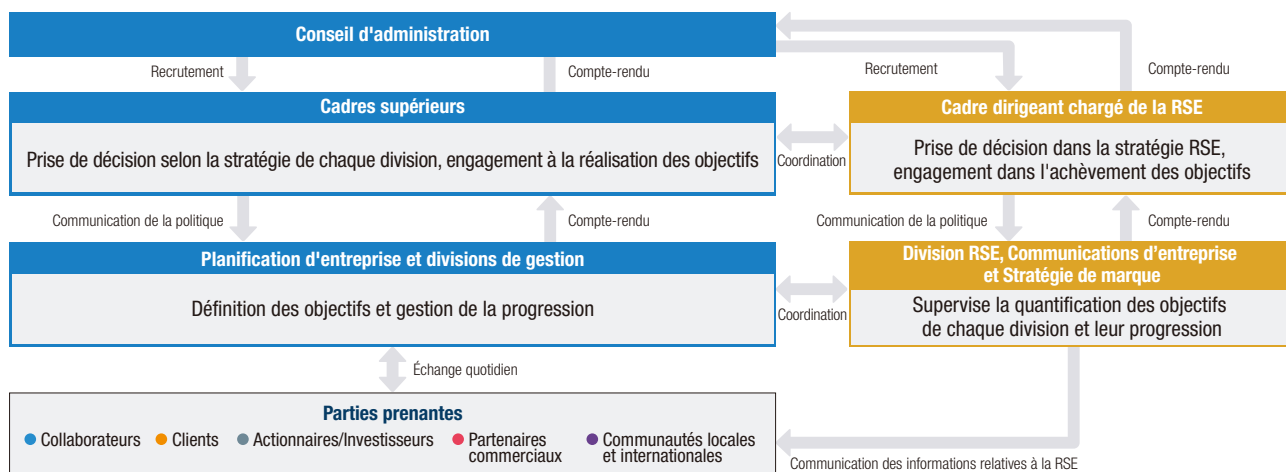 Conseil d'administration
Recrutement
Compte-rendu
Recrutement
Compte-rendu
Cadres supérieurs
Prise de décision selon la stratégie de chaque division, engagement à la réalisation des objectifs
Coordination
Cadre dirigeant chargé de la RSE
Prise de décision dans la stratégie RSE,
engagement dans l'achèvement des objectifs
Communication de la politique
Compte-rendu
Communication de la politique
Compte-rendu
Planification d'entreprise et divisions de gestion
Définition des objectifs et gestion de la progression
Coordination
Division RSE, Communications d’entreprise
et Stratégie de marque
Supervise la quantification des objectifs
de chaque division et leur progression
Échange quotidien
Parties prenantes
Collaborateurs
Clients
Actionnaires/Investisseurs
Partenaires
commerciaux
Communautés locales
et internationales
Communication des informations relatives à la RSE